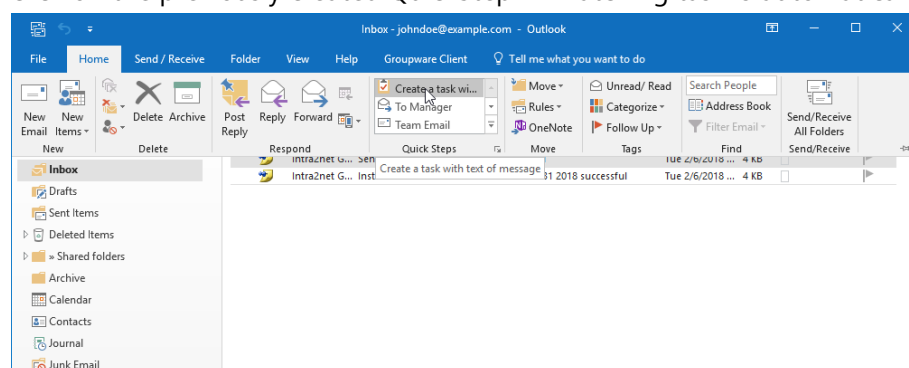 Inbox - johndoe@example.com - Outlook
File Home Send / Receive Folder View Help Groupware Client Tell me what you want to do
New Email
New Items
Delete
Archive
Post Reply
Reply
Forward
Create a task wi...
To Manager
Team Email
Move
Rules
OneNote
Unread/ Read
Categorize
Follow Up
Search People
Address Book
Filter Email
Send/Receive All Folders
New Delete Respond Quick Steps Move Tags Find Send/Receive
Intra2net G... Sen Tue 2/6/2018 ... 4 KB
Intra2net G... Inst 31 2018 successful Tue 2/6/2018 ... 4 KB
Create a task with text of message
Inbox
Drafts
Sent Items
Deleted Items
» Shared folders
Archive
Calendar
Contacts
Journal
Junk Email